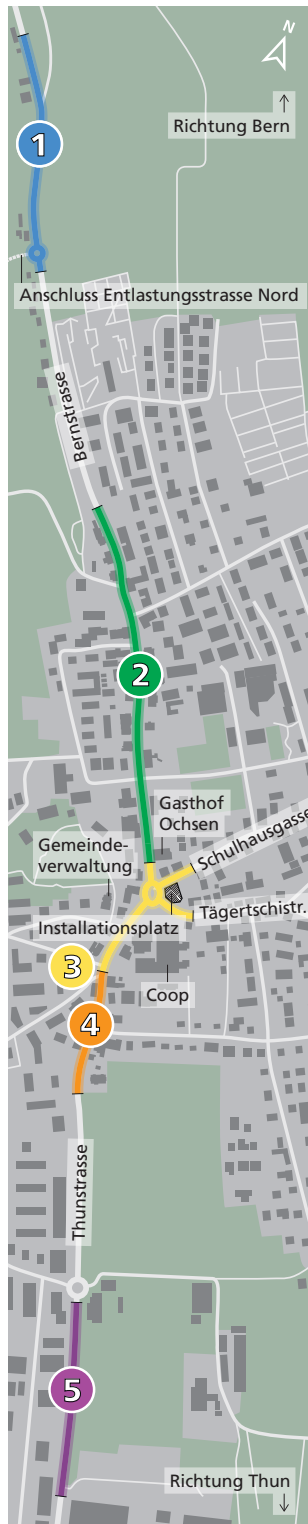 N
Richtung Bern
1
Anschluss Entlastungsstrasse Nord
Bernstrasse
2
Gasthof
Ochsen
Schulhausgasse
Gemeinde-
verwaltung
Tägertschistr.
Installationsplatz
3
Coop
4
Thunstrasse
5
Richtung Thun